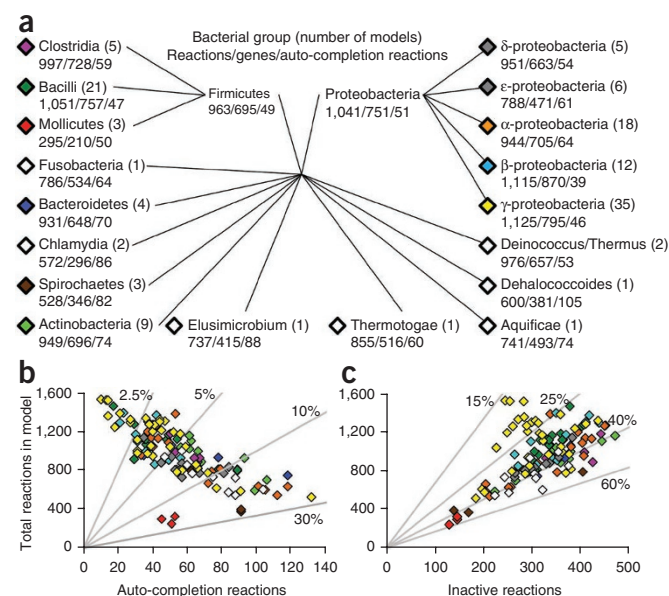 a
Bacterial group (number of models)
Reactions/genes/auto-completion reactions
Clostridia (5)
997/728/59
Bacilli (21)
1,051/757/47
Mollicutes (3)
295/210/50
Firmicutes
963/695/49
Proteobacteria
1,041/751/51
δ-proteobacteria (5)
951/663/54
ε-proteobacteria (6)
788/471/61
α-proteobacteria (18)
944/705/64
β-proteobacteria (12)
1,115/870/39
γ-proteobacteria (35)
1,125/795/46
Fusobacteria (1)
786/534/64
Bacteroidetes (4)
931/648/70
Chlamydia (2)
572/296/86
Spirochaetes (3)
528/346/82
Actinobacteria (9)
949/696/74
Elusimicrobium (1)
737/415/88
Thermotogae (1)
855/516/60
Deinococcus/Thermus (2)
976/657/53
Dehalococcoides (1)
600/381/105
Aquificae (1)
741/493/74
b
Total reactions in model
1,600
1,200
800
400
0
2.5%
5%
10%
30%
0 20 40 60 80 100 120 140
Auto-completion reactions
c
1,600
1,200
800
400
0
15%
25%
40%
60%
0 100 200 300 400 500
Inactive reactions